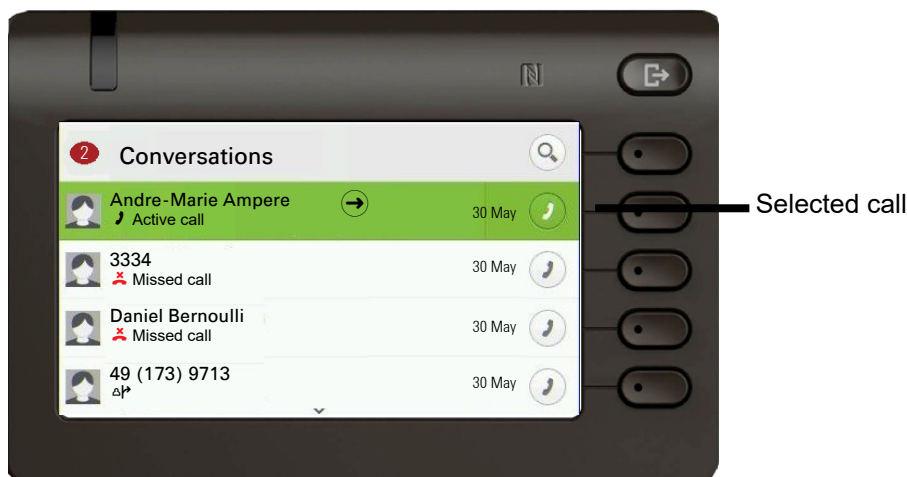 2 Conversations
Andre-Marie Ampere
Active call
30 May
Selected call
3334
Missed call
30 May
Daniel Bernoulli
Missed call
30 May
49 (173) 9713
30 May